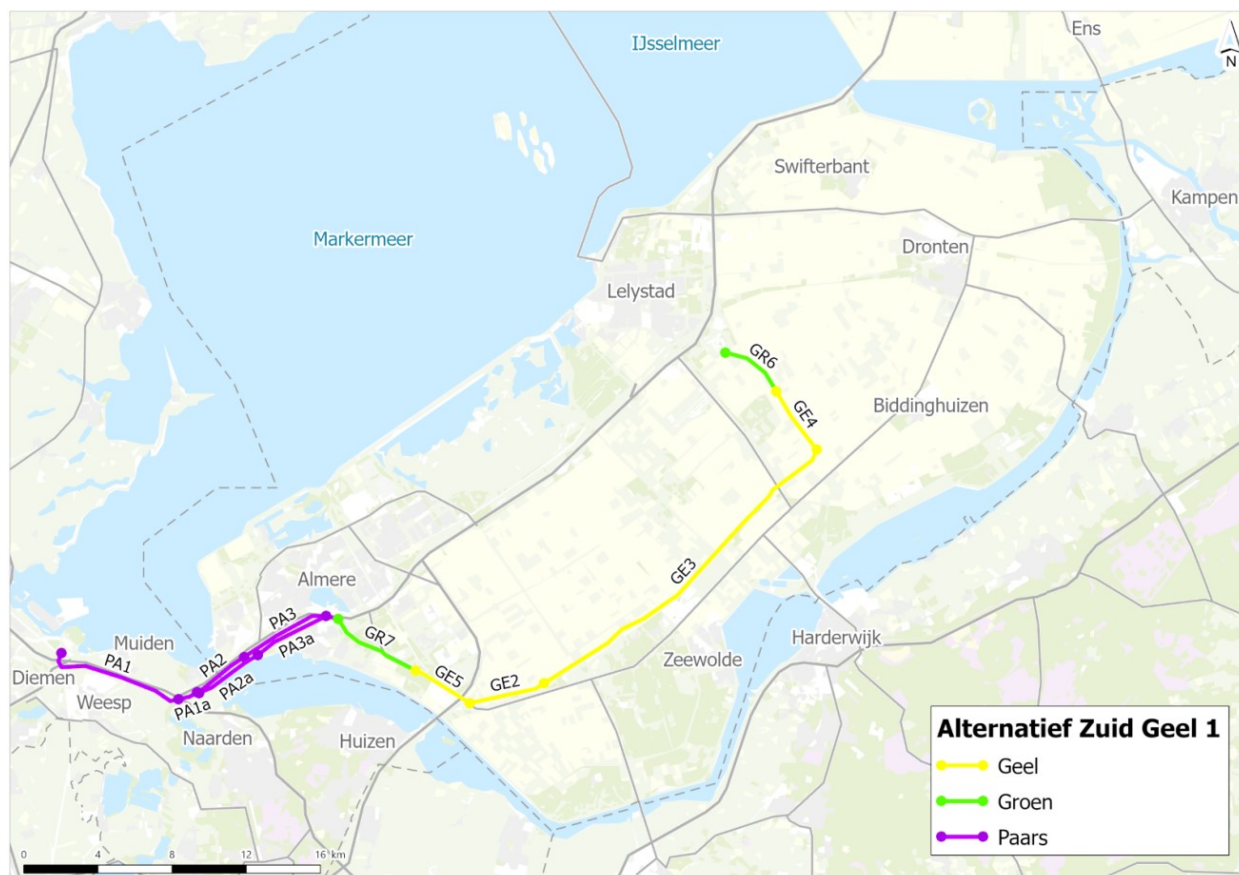 IJsselmeer
Ens
N
Swifterbant
Kampen
Markermeer
Dronten
Lelystad
GR6
GE4
Biddinghuizen
GE3
Almere
PA3
PA3a
GR7
Muiden
PA1
PA2
PA2a
Harderwijk
Zeewolde
Diemen
Weesp
PA1a
GE5
GE2
Naarden
Huizen
Alternatief Zuid Geel 1
Geel
Groen
Paars
0 4 8 12 16 km